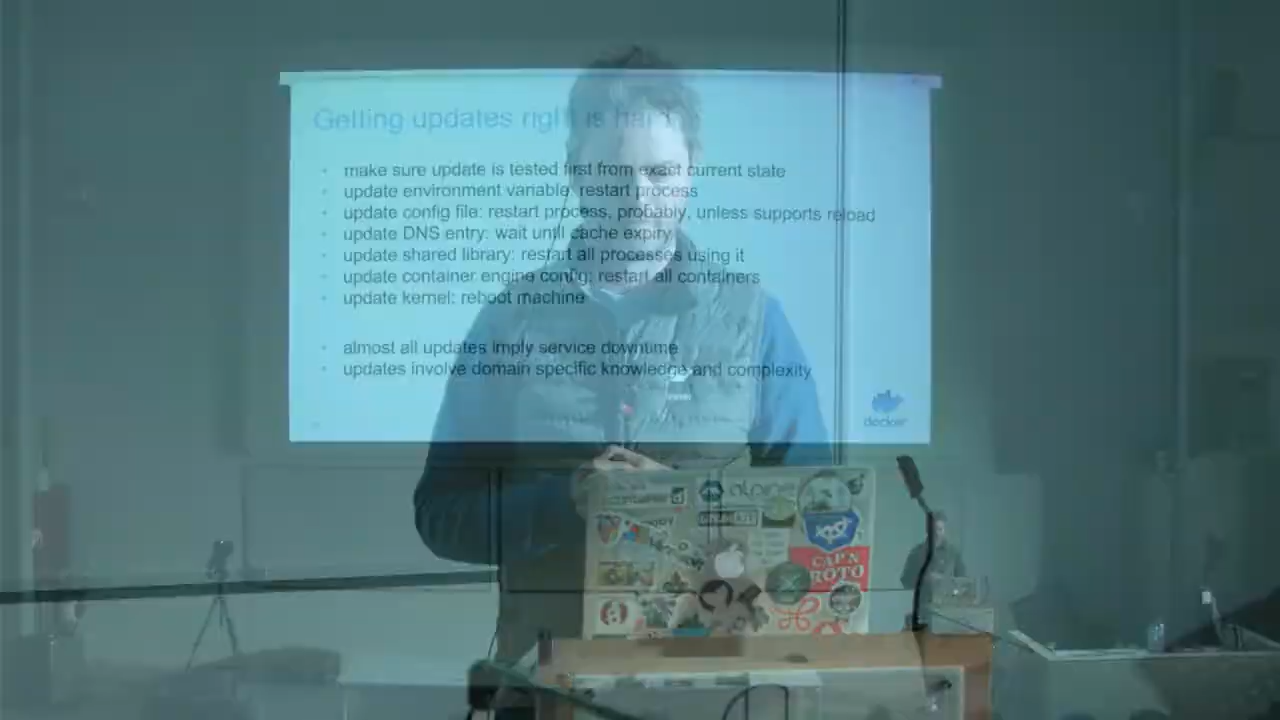 Getting updates right is hard
make sure update is tested first from exact current state
update environment variable: restart process
update config file: restart process, probably, unless supports reload
update DNS entry: wait until cache expiry
update shared library: restart all processes using it
update container engine config: restart all containers
update kernel: reboot machine
almost all updates imply service downtime
updates involve domain specific knowledge and complexity
docker
alpine
CAP'N
PROTO